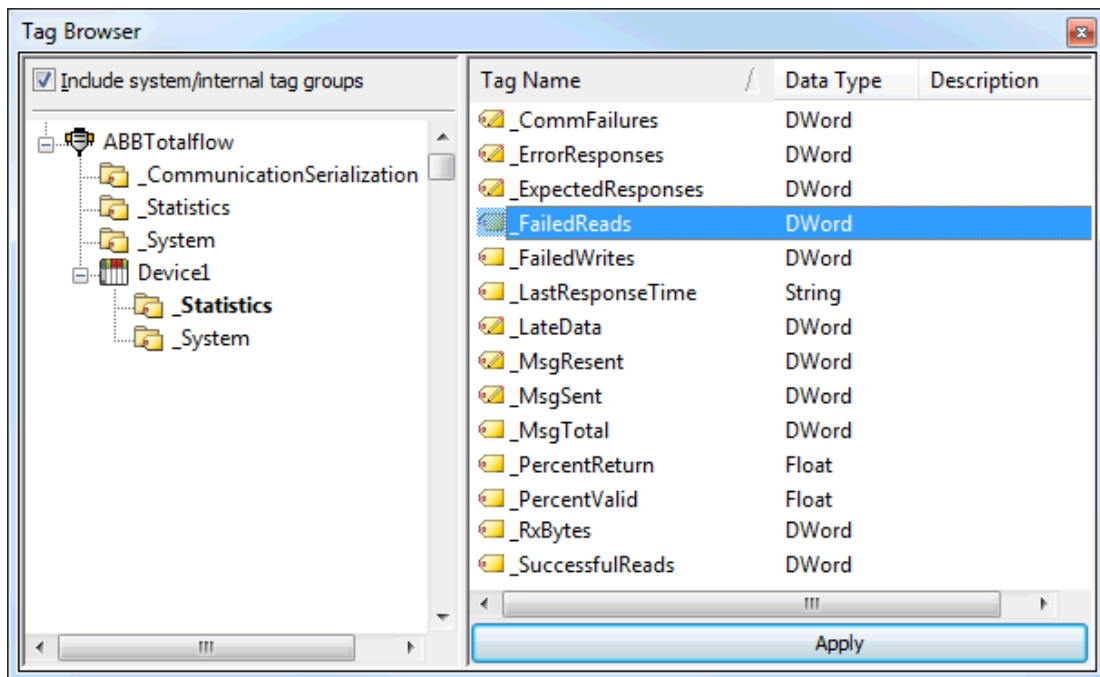 Tag Browser
Include system/internal tag groups
ABBTotalflow
_CommunicationSerialization
_Statistics
_System
Device1
_Statistics
_System
Tag Name Data Type Description
_CommFailures DWord
_ErrorResponses DWord
_ExpectedResponses DWord
_FailedReads DWord
_FailedWrites DWord
_LastResponseTime String
_LateData DWord
_MsgResent DWord
_MsgSent DWord
_MsgTotal DWord
_PercentReturn Float
_PercentValid Float
_RxBytes DWord
_SuccessfulReads DWord
Apply